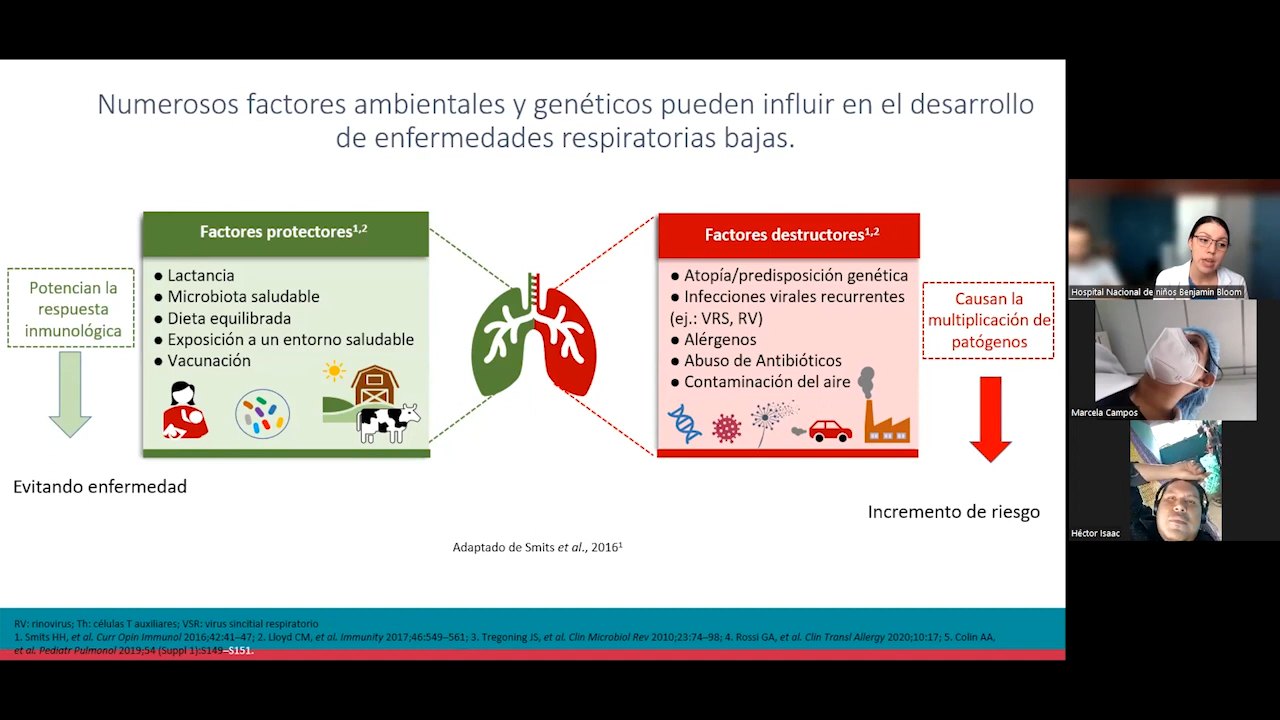 Numerosos factores ambientales y genéticos pueden influir en el desarrollo
de enfermedades respiratorias bajas.
Potencian la
respuesta
inmunológica
Evitando enfermedad
Factores protectores1,2
● Lactancia
● Microbiota saludable
● Dieta equilibrada
● Exposición a un entorno saludable
● Vacunación
Factores destructores1,2
● Atopía/predisposición genética
● Infecciones virales recurrentes
(ej.: VRS, RV)
● Alérgenos
● Abuso de Antibióticos
● Contaminación del aire
Causan la
multiplicación de
patógenos
Incremento de riesgo
Adaptado de Smits et al., 20161
RV: rinovirus; Th: células T auxiliares; VSR: virus sincitial respiratorio
1. Smits HH, et al. Curr Opin Immunol 2016;42:41–47; 2. Lloyd CM, et al. Immunity 2017;46:549–561; 3. Tregoning JS, et al. Clin Microbiol Rev 2010;23:74–98; 4. Rossi GA, et al. Clin Transl Allergy 2020;10:17; 5. Colin AA,
et al. Pediatr Pulmonol 2019;54 (Suppl 1):S149–S151.
Hospital Nacional de niños Benjamin Bloom
Marcela Campos
Héctor Isaac